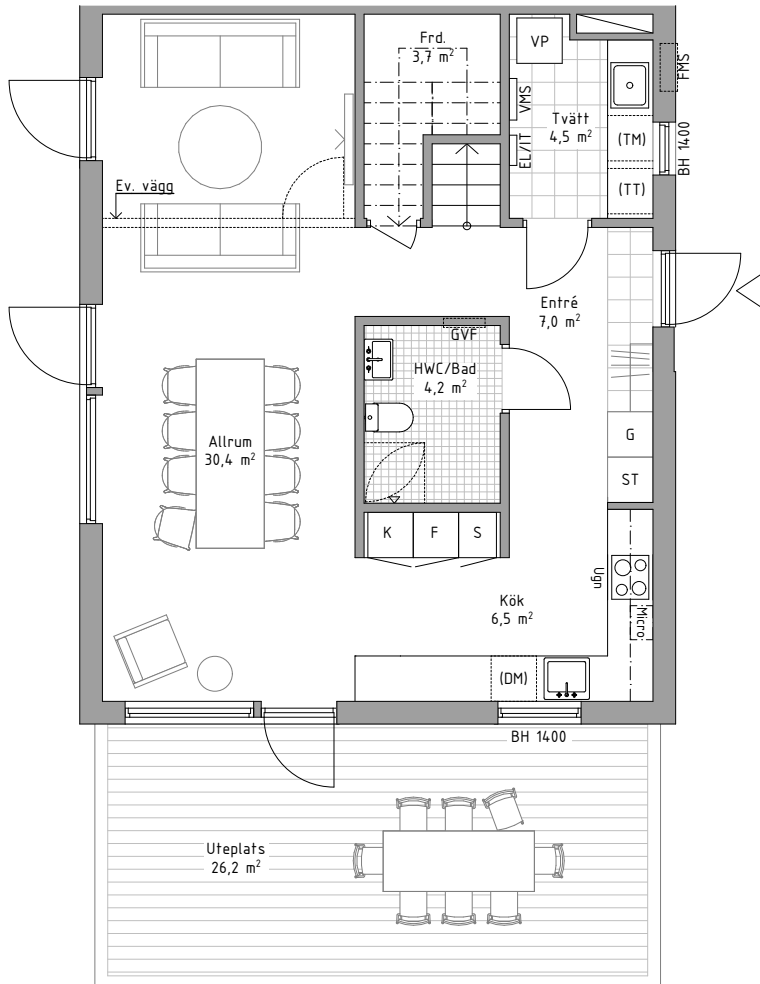 Frd.
3,7 m²
VP
FMS
VMS
Tvätt
4,5 m²
(TM)
BH 1400
EL/IT
(TT)
Ev. vägg
Entré
7,0 m²
GVF
HWC/Bad
4,2 m²
G
Allrum
30,4 m²
ST
K
F
S
Ugn
Kök
6,5 m²
Micro
(DM)
BH 1400
Uteplats
26,2 m²